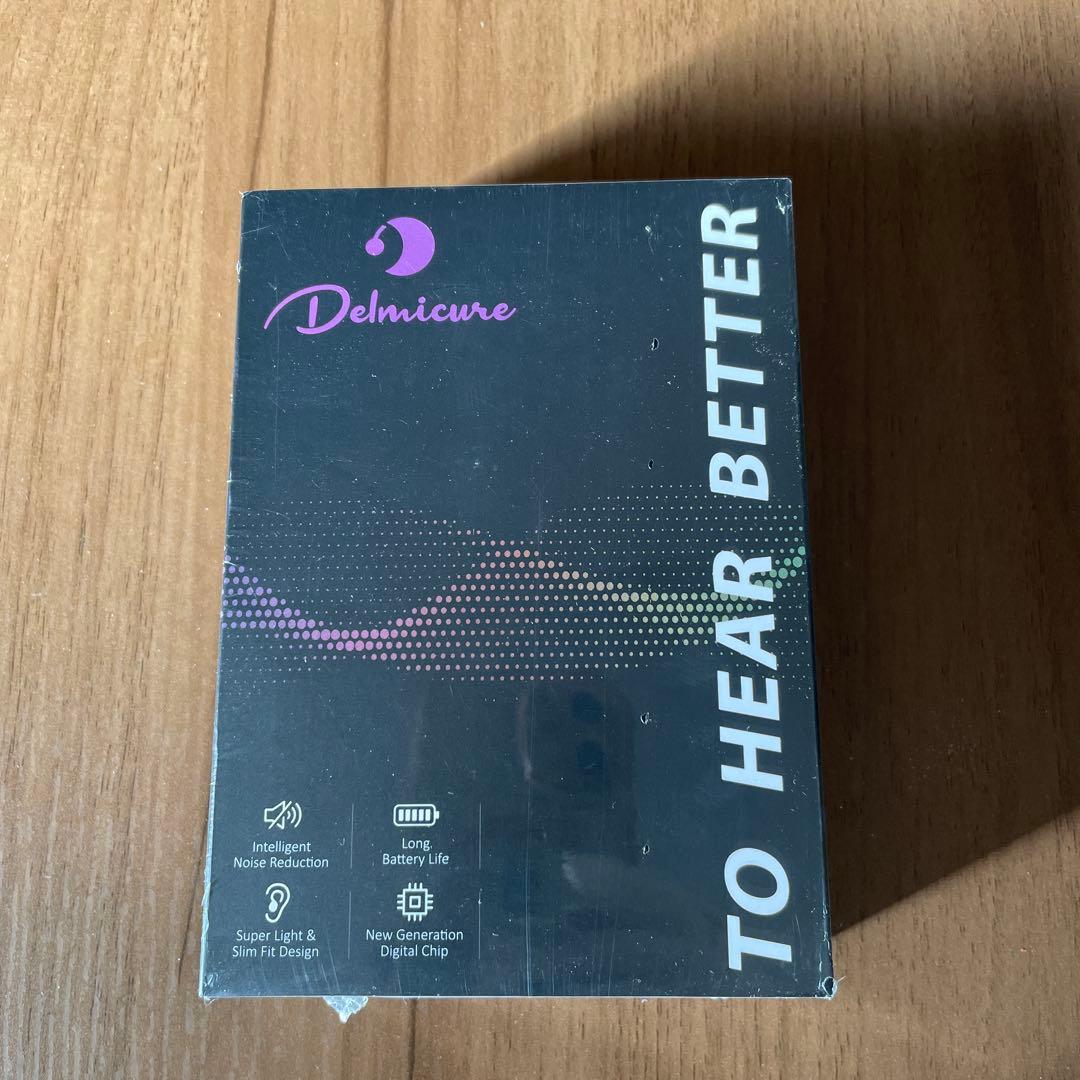 Delmicure
TO HEAR BETTER
Intelligent
Noise Reduction
Long
Battery Life
Super Light &
Slim Fit Design
New Generation
Digital Chip